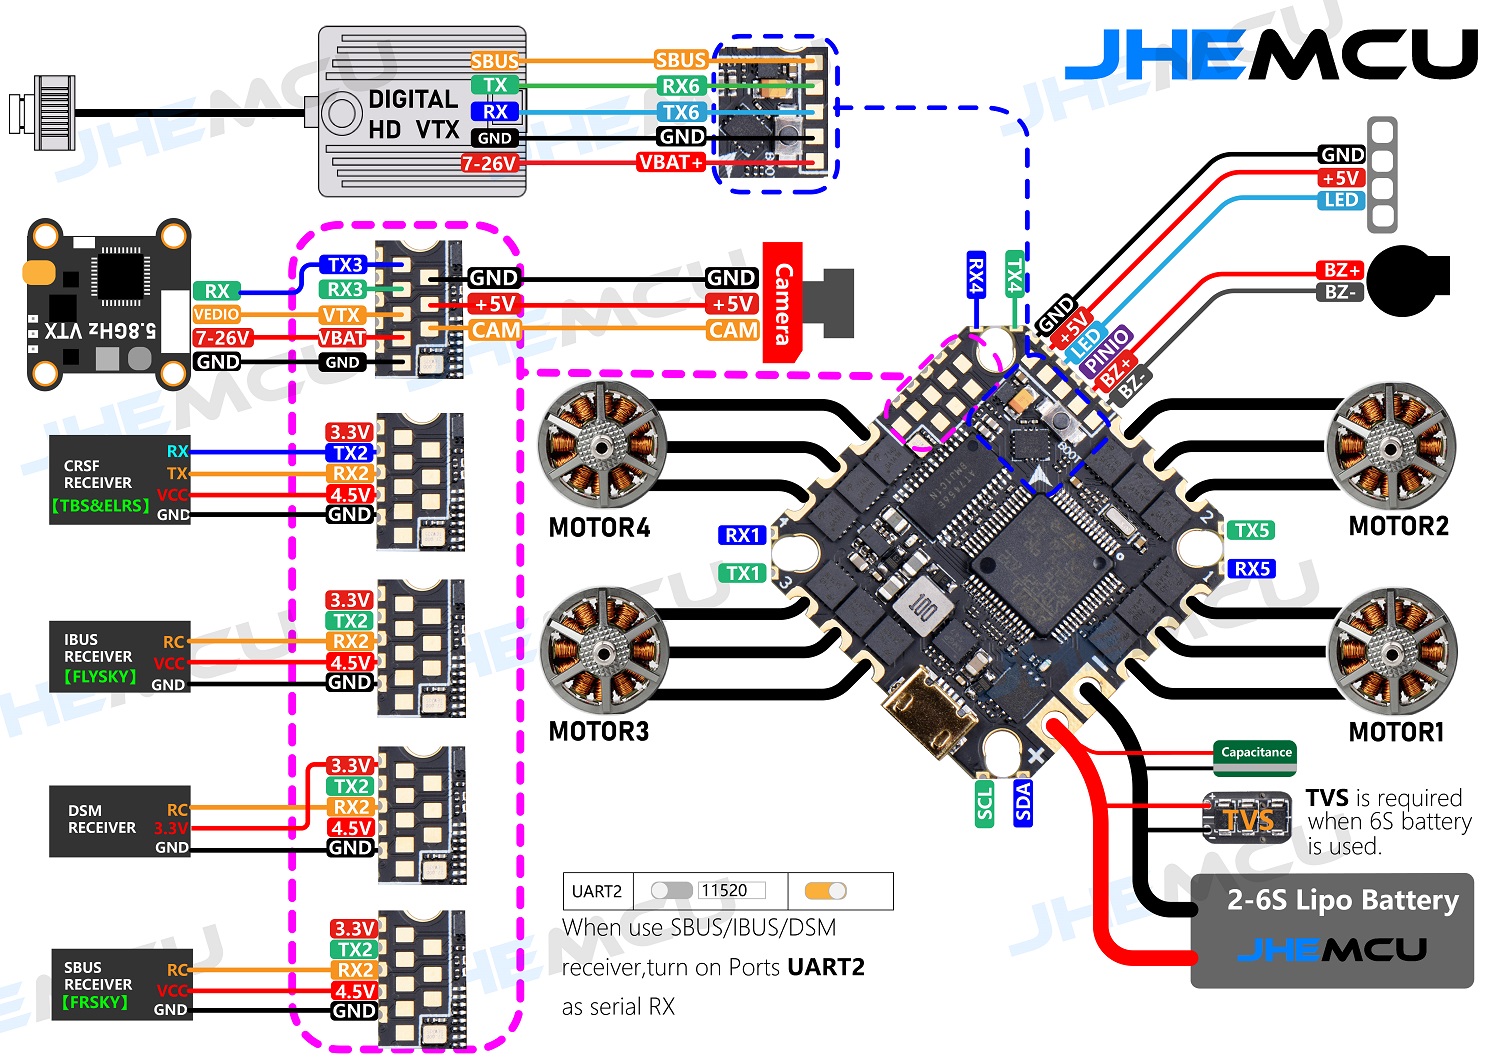 JHEMCU
SBUS
TX
RX
GND
7-26V
DIGITAL
HD VTX
SBUS
RX6
TX6
GND
VBAT+
BOOT
GND
+5V
LED
BZ+
BZ-
5.8GHz VTX
RX
VEDIO
7-26V
GND
TX3
RX3
VTX
VBAT
GND
GND
+5V
CAM
GND
+5V
CAM
Camera
RX4
TX4
GND
+5V
LED
PINIO
BZ+
BZ-
CRSF
RECEIVER
【TBS&ELRS】
RX
TX
VCC
GND
3.3V
TX2
RX2
4.5V
GND
MOTOR4
MOTOR2
RX1
TX1
TX5
RX5
4
3
2
1
100
IBUS
RECEIVER
【FLYSKY】
RC
VCC
GND
3.3V
TX2
RX2
4.5V
GND
MOTOR3
MOTOR1
+
SCL
SDA
Capacitance
TVS
TVS is required
when 6S battery
is used.
2-6S Lipo Battery
JHEMCU
DSM
RECEIVER
RC
3.3V
GND
3.3V
TX2
RX2
4.5V
GND
UART2 11520
When use SBUS/IBUS/DSM
receiver,turn on Ports UART2
as serial RX
SBUS
RECEIVER
【FRSKY】
RC
VCC
GND
3.3V
TX2
RX2
4.5V
GND